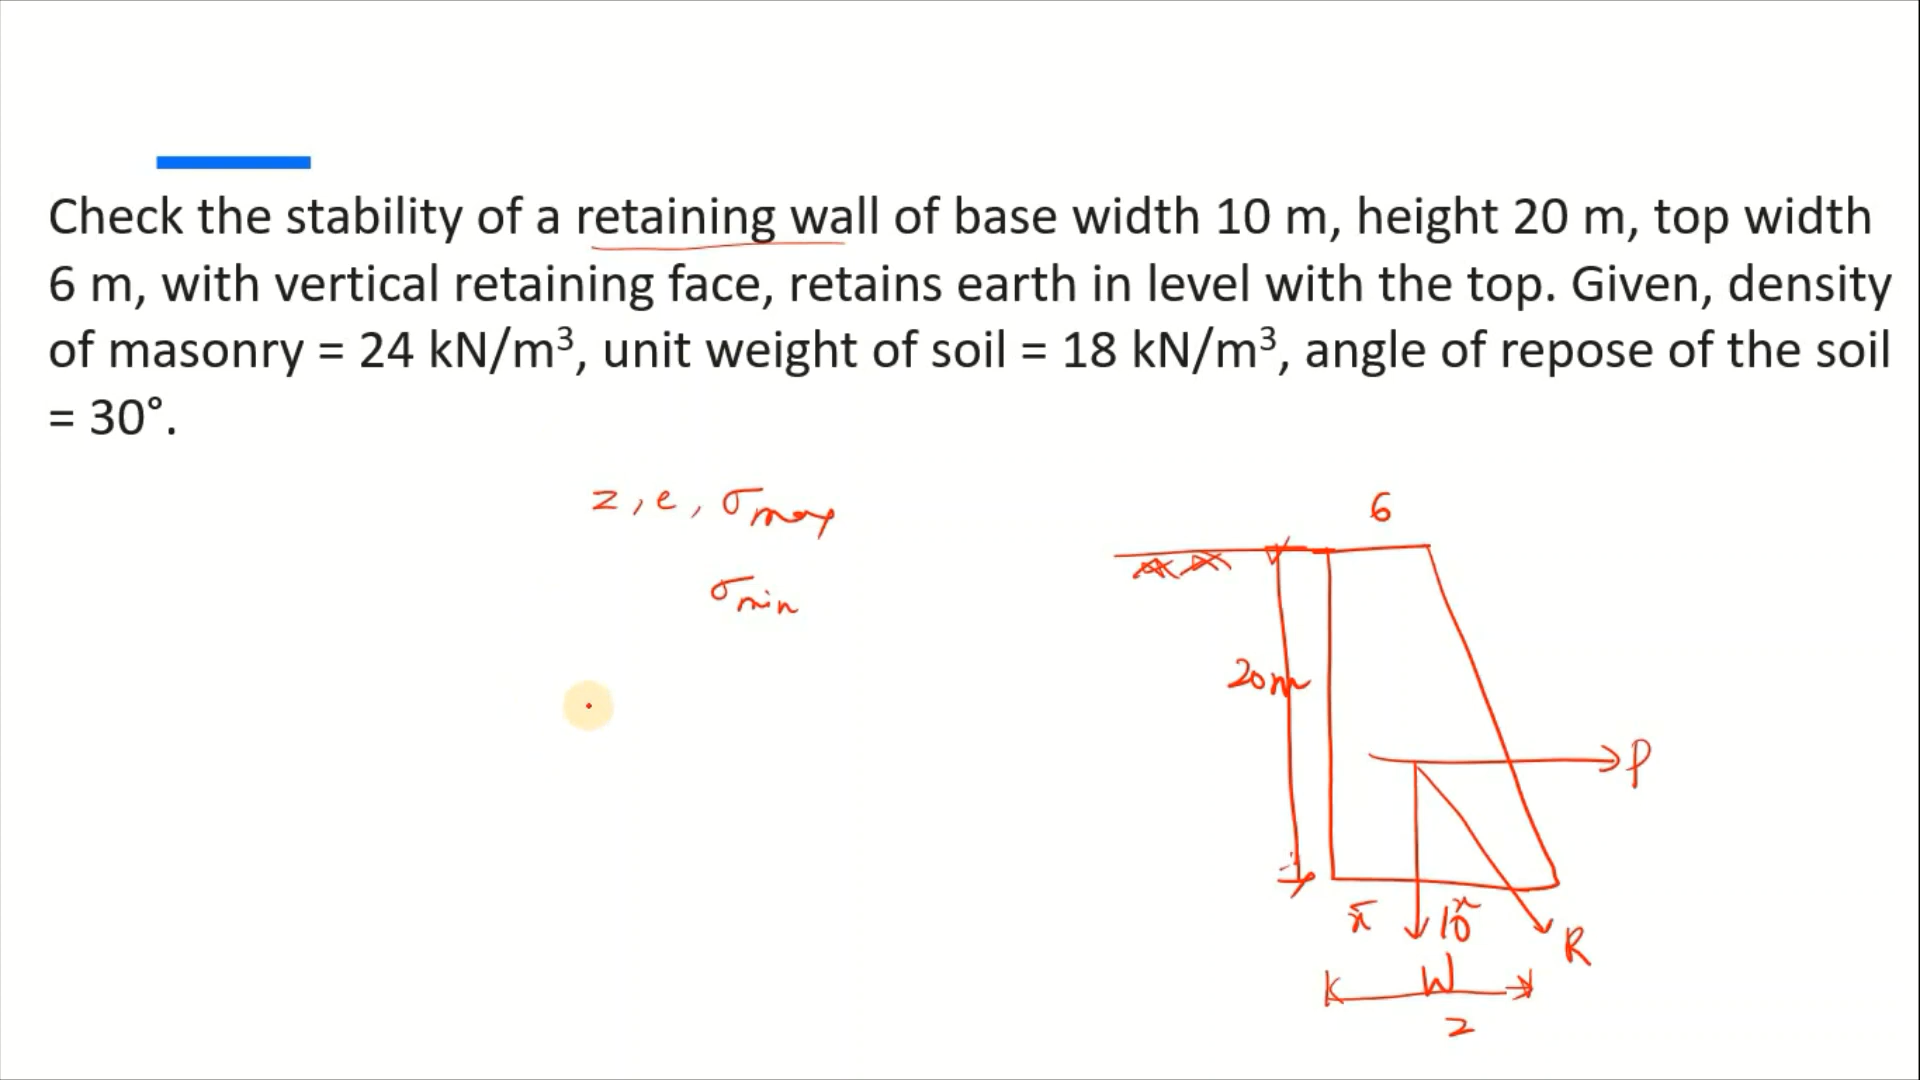 Check the stability of a retaining wall of base width 10 m, height 20 m, top width
6 m, with vertical retaining face, retains earth in level with the top. Given, density
of masonry = 24 kN/m³, unit weight of soil = 18 kN/m³, angle of repose of the soil
= 30°.
z, e, σmax
σmin
6
20m
P
x̄
10
x
W
R
z